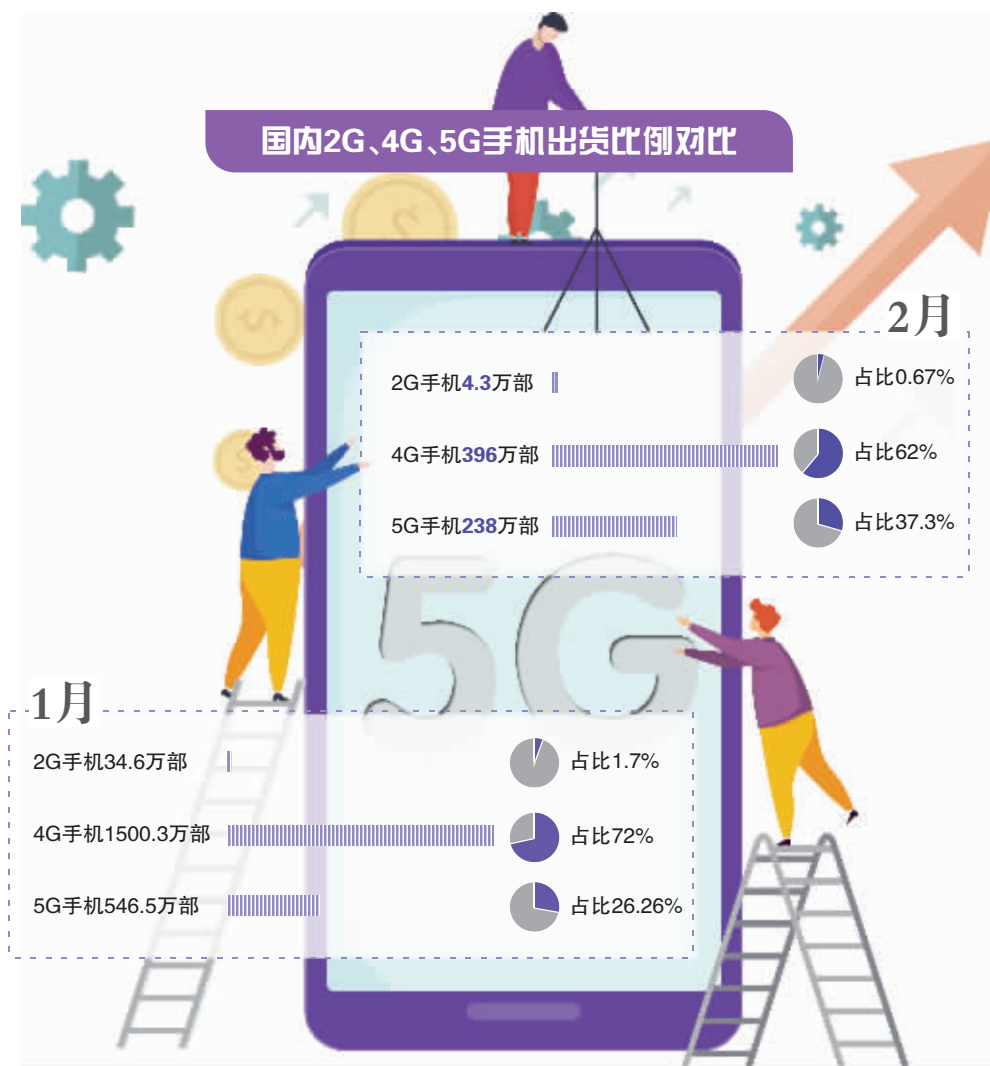 国内2G、4G、5G手机出货比例对比
2月
2G手机4.3万部 占比0.67%
4G手机396万部 占比62%
5G手机238万部 占比37.3%
5G
1月
2G手机34.6万部 占比1.7%
4G手机1500.3万部 占比72%
5G手机546.5万部 占比26.26%